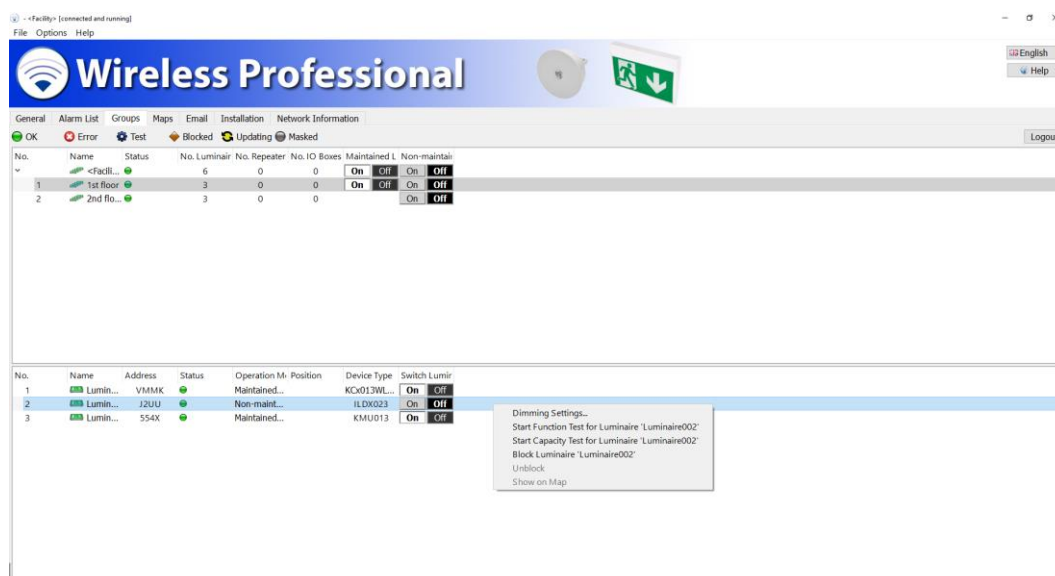 - <Facility> [connected and running]
File Options Help
Wireless Professional
English
Help
General Alarm List Groups Maps Email Installation Network Information
OK Error Test Blocked Updating Masked
Logou
No. Name Status No. Luminair No. Repeater No. IO Boxes Maintained L Non-maintai
<Facili... 6 0 0 On Off On Off
1 1st floor 3 0 0 On Off On Off
2 2nd flo... 3 0 0 On Off
No. Name Address Status Operation M Position Device Type Switch Lumir
1 Lumin... VMMK Maintained... KCx013WL... On Off
2 Lumin... J2UU Non-maint... ILDX023 On Off
3 Lumin... 554X Maintained... KMU013 On Off
Dimming Settings...
Start Function Test for Luminaire 'Luminaire002'
Start Capacity Test for Luminaire 'Luminaire002'
Block Luminaire 'Luminaire002'
Unblock
Show on Map